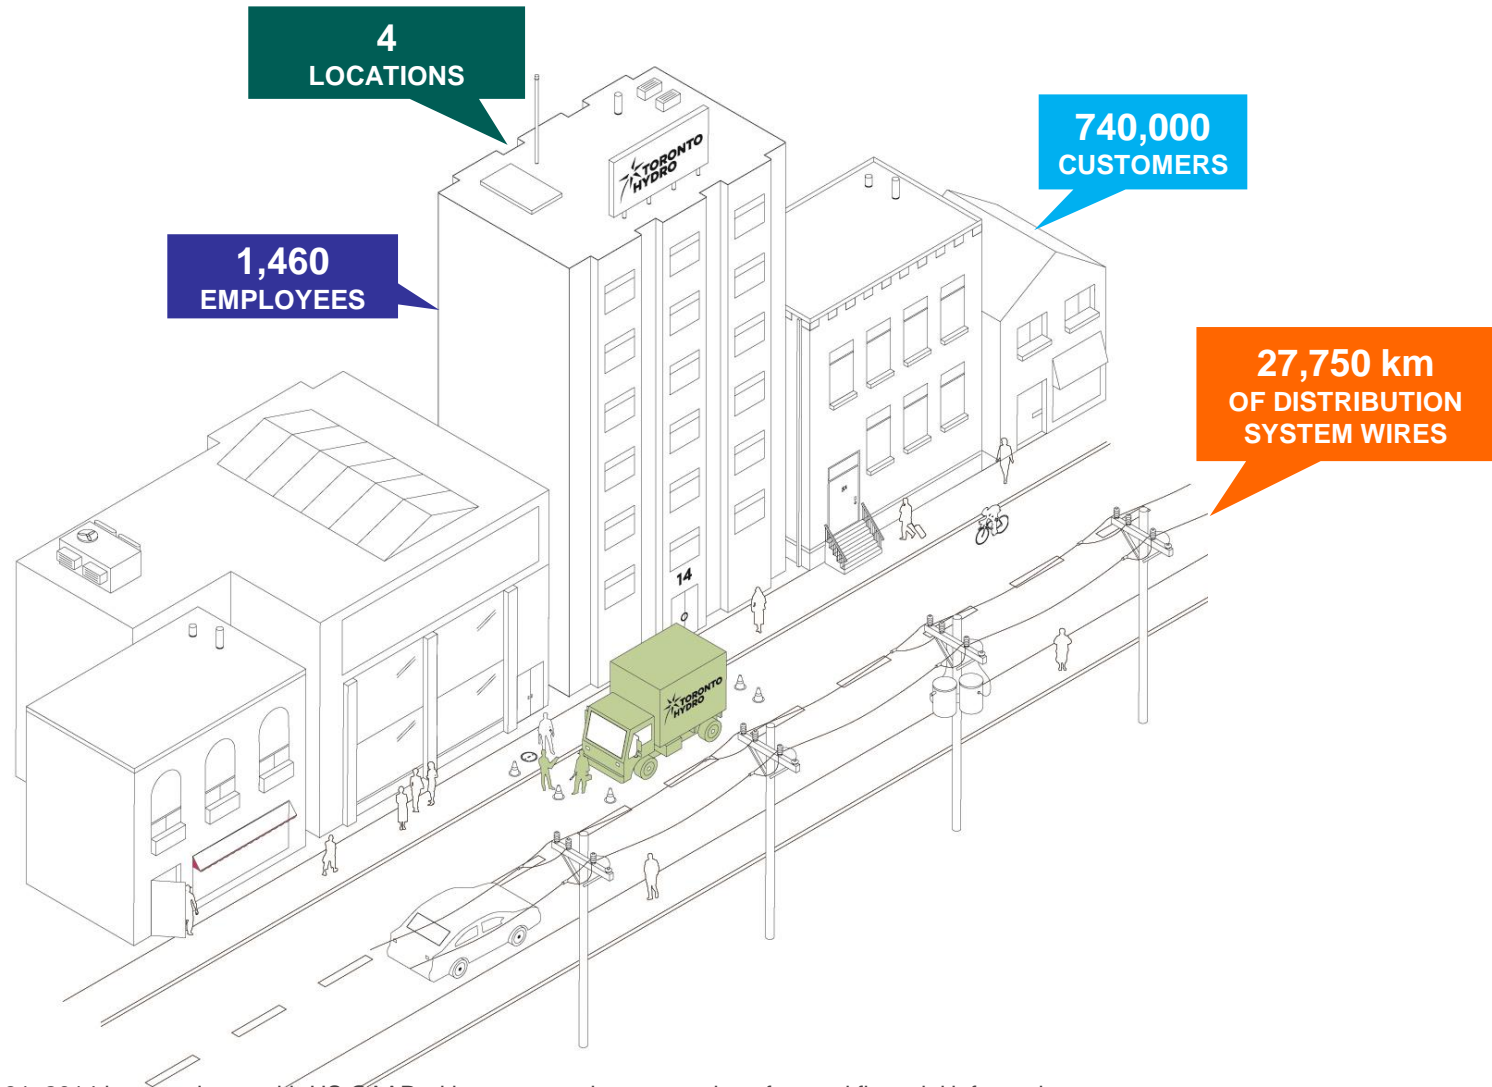 4
LOCATIONS
740,000
CUSTOMERS
TORONTO
HYDRO
1,460
EMPLOYEES
27,750 km
OF DISTRIBUTION
SYSTEM WIRES
14
TORONTO
HYDRO